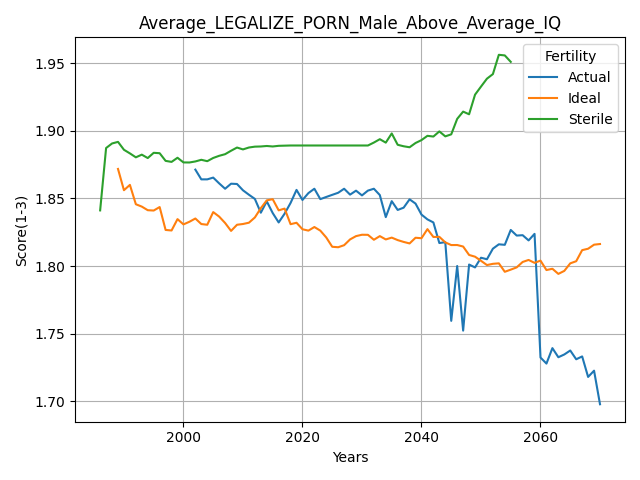 Average_LEGALIZE_PORN_Male_Above_Average_IQ
Fertility
Actual
Ideal
Sterile
Score(1-3)
1.95
1.90
1.85
1.80
1.75
1.70
2000 2020 2040 2060
Years